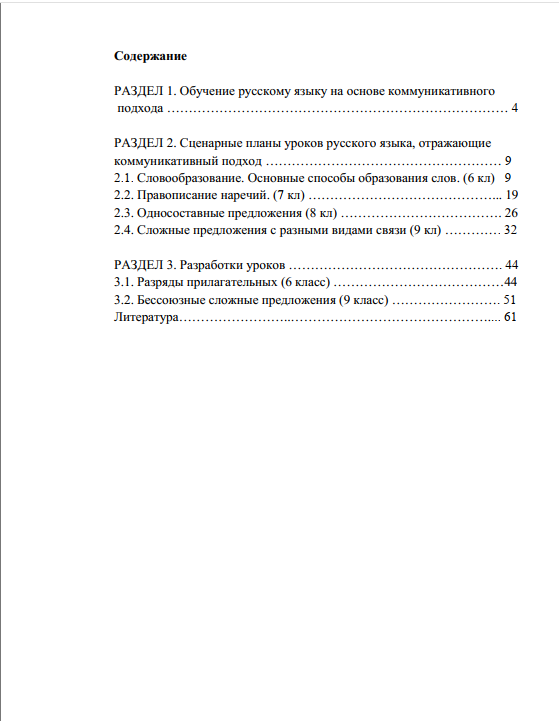 Содержание
РАЗДЕЛ 1. Обучение русскому языку на основе коммуникативного
подхода …………………………………………………………………… 4
РАЗДЕЛ 2. Сценарные планы уроков русского языка, отражающие
коммуникативный подход ……………………………………………… 9
2.1. Словообразование. Основные способы образования слов. (6 кл) 9
2.2. Правописание наречий. (7 кл) …………………………………….. 19
2.3. Односоставные предложения (8 кл) ………………………………. 26
2.4. Сложные предложения с разными видами связи (9 кл) ………… 32
РАЗДЕЛ 3. Разработки уроков …………………………………………. 44
3.1. Разряды прилагательных (6 класс) …………………………………44
3.2. Бессоюзные сложные предложения (9 класс) ……………………. 51
Литература……………………..……………………………………….... 61